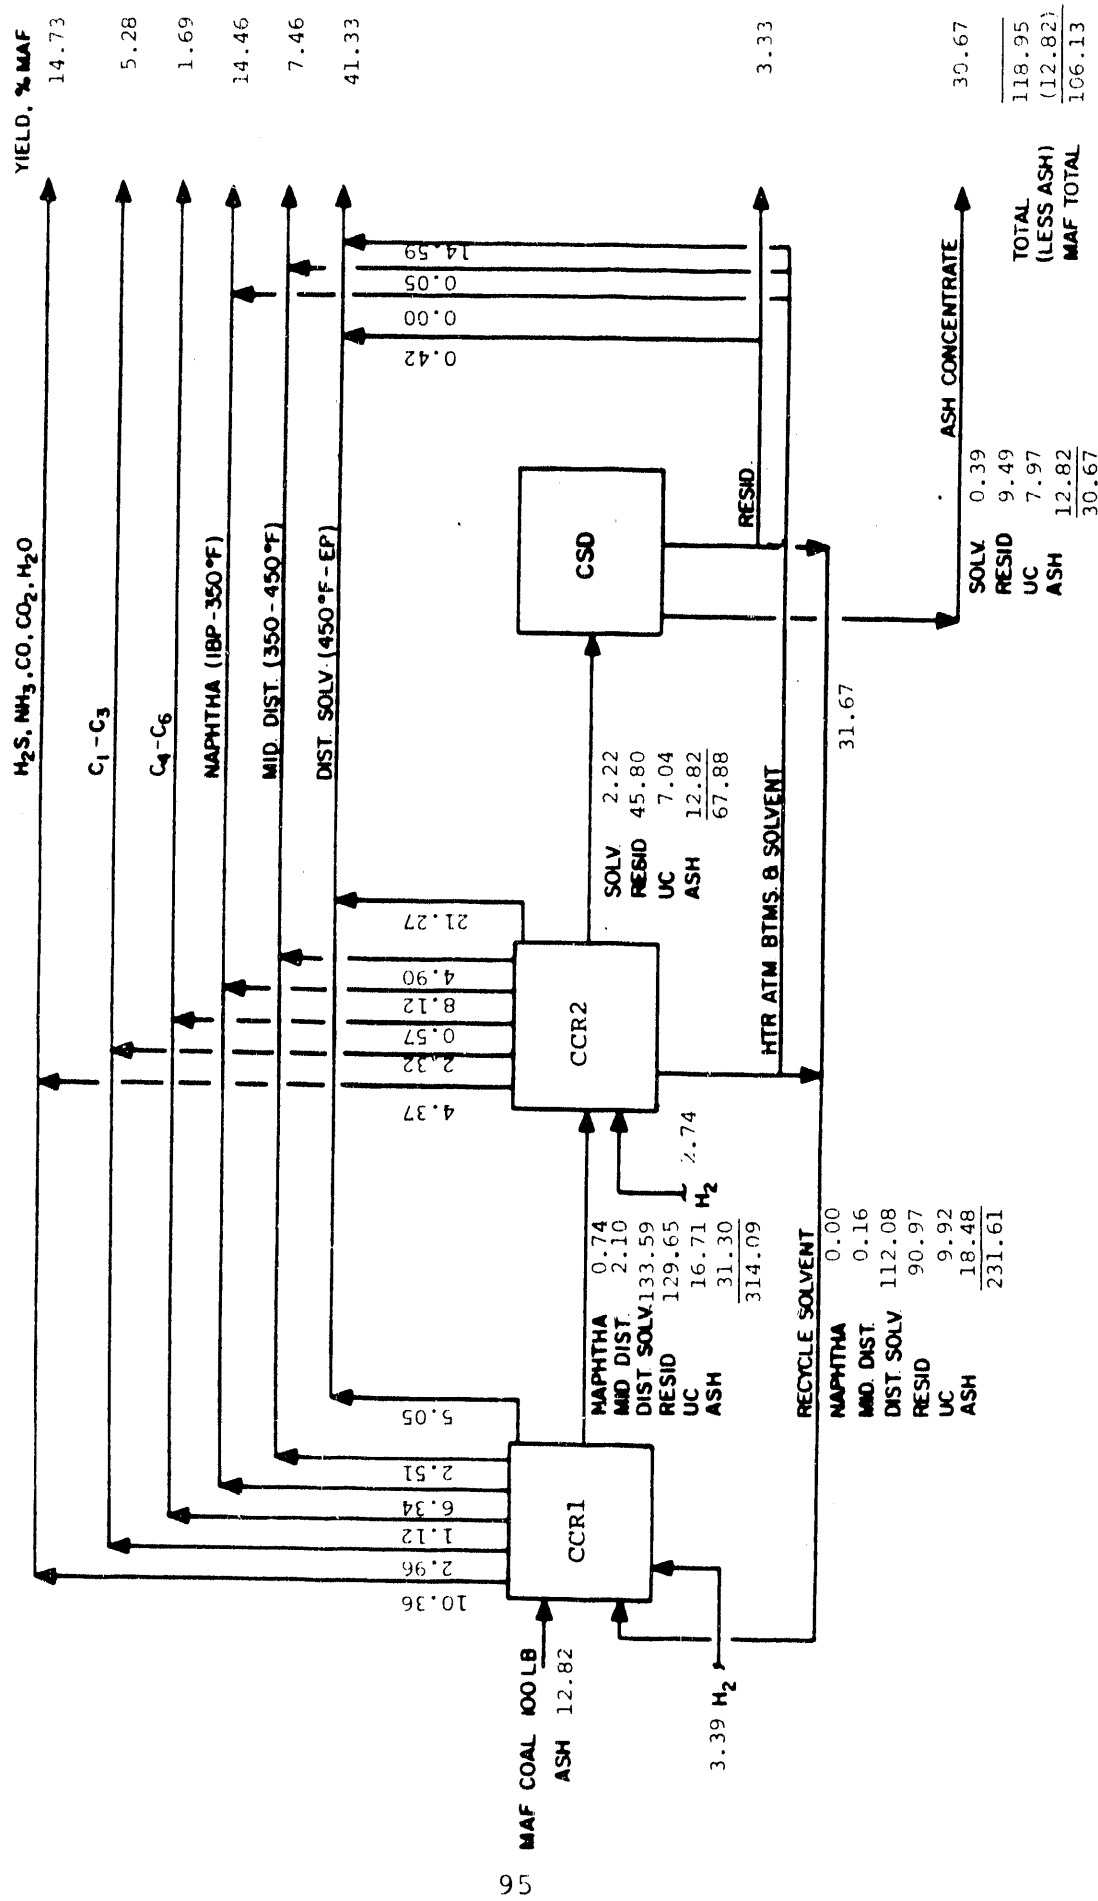 YIELD, % MAF
H₂S, NH₃, CO, CO₂, H₂O 14.73
C₁-C₃ 5.28
C₄-C₆ 1.69
NAPHTHA (IBP-350°F) 14.46
MID. DIST. (350-450°F) 7.46
DIST. SOLV. (450°F-EP) 41.33
10.36
2.96
1.12
6.34
2.51
5.05
4.37
2.32
0.57
8.12
4.90
21.27
0.42
0.00
0.05
14.59
MAF COAL 100 LB
ASH 12.82
3.39 H₂
CCR1
NAPHTHA 0.74
MID DIST. 2.10
DIST. SOLV. 133.59
RESID 129.65
UC 16.71
ASH 31.30
314.09
H₂ 2.74
CCR2
SOLV. 2.22
RESID 45.80
UC 7.04
ASH 12.82
67.88
CSD
RESID 3.33
HTR ATM BTMS. & SOLVENT
31.67
RECYCLE SOLVENT
NAPHTHA 0.00
MID. DIST. 0.16
DIST SOLV. 112.08
RESID 90.97
UC 9.92
ASH 18.48
231.61
ASH CONCENTRATE 30.67
SOLV. 0.39
RESID 9.49
UC 7.97
ASH 12.82
30.67
TOTAL 118.95
(LESS ASH) (12.82)
MAF TOTAL 106.13
56